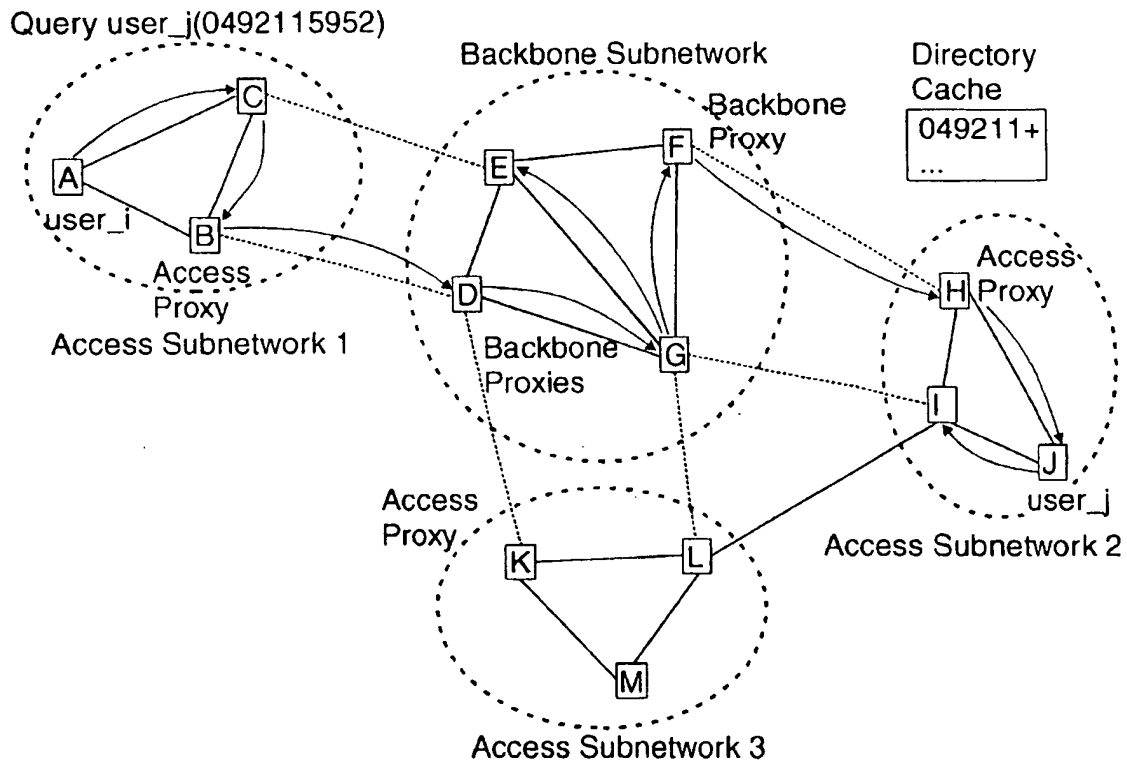 Query user_j(0492115952)
Backbone Subnetwork
Directory
Cache
049211+
...
Backbone
Proxy
C
F
E
A
user_i
B
Access
Proxy
Access Subnetwork 1
D
H
Access
Proxy
Backbone
Proxies
G
I
J
user_j
Access Subnetwork 2
Access
Proxy
K
L
M
Access Subnetwork 3